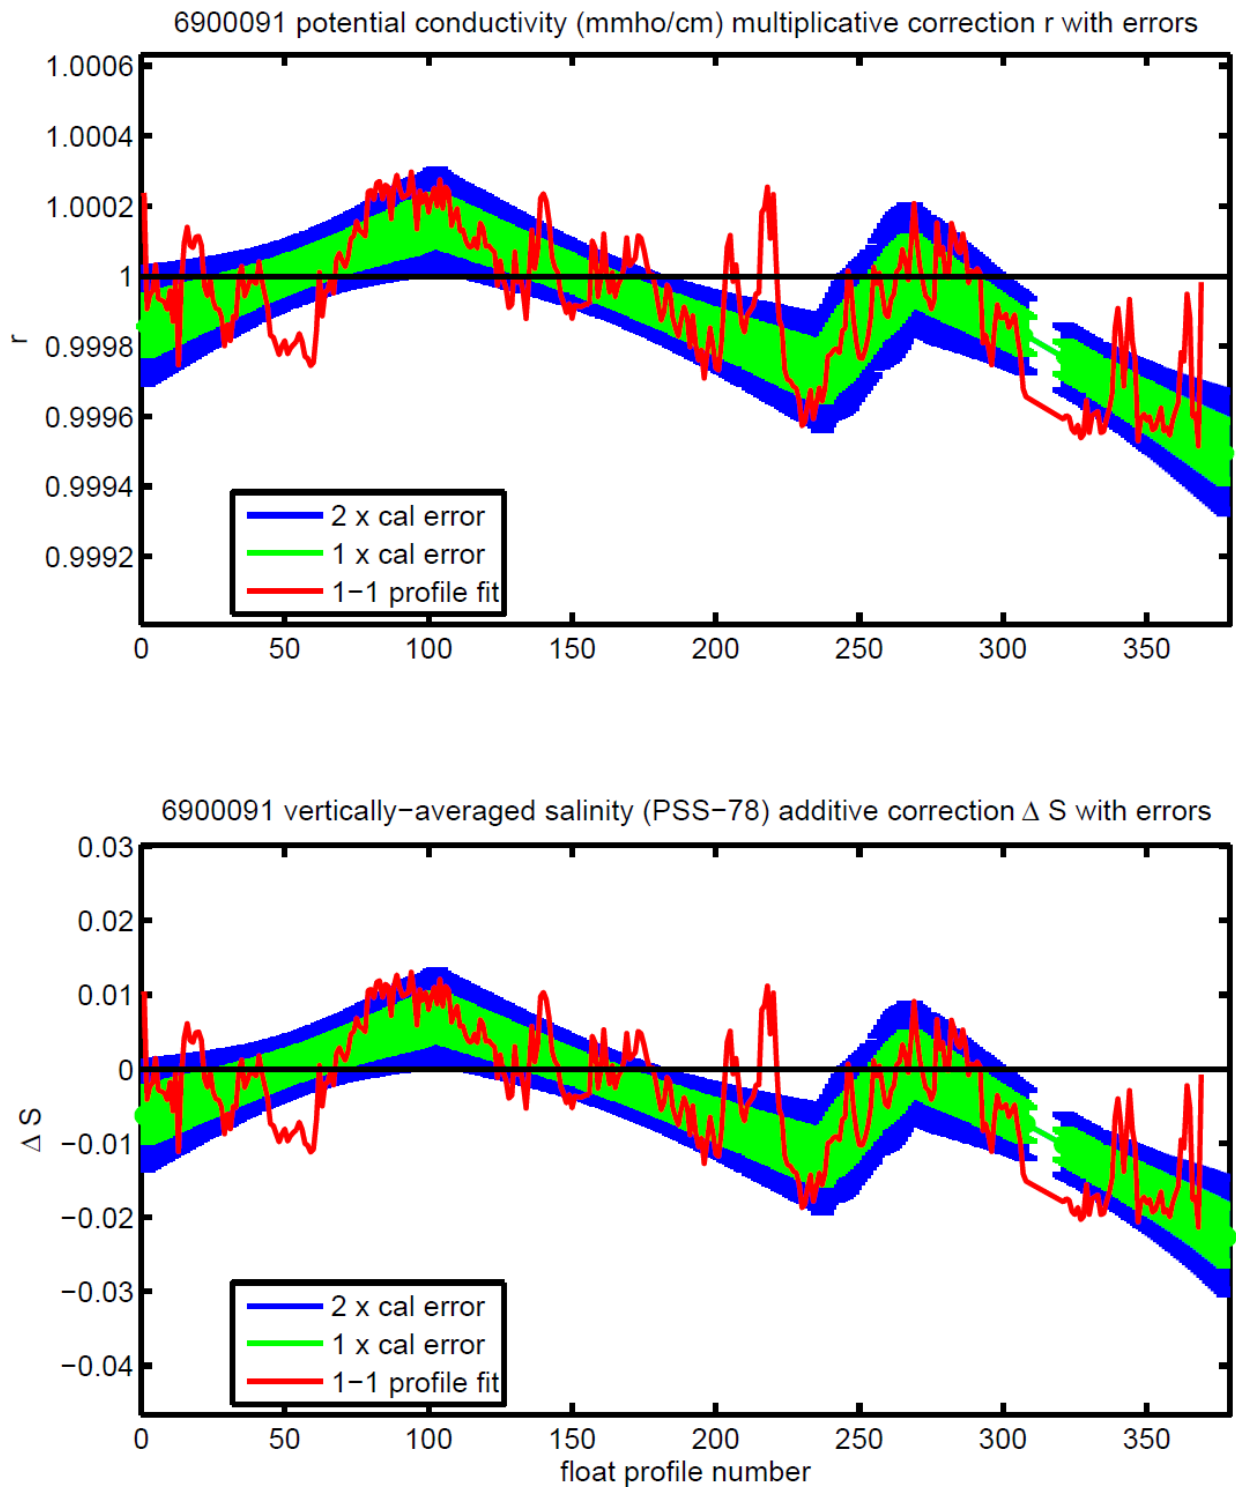 6900091 potential conductivity (mmho/cm) multiplicative correction r with errors
1.0006
1.0004
1.0002
1
0.9998
0.9996
0.9994
0.9992
r
2 x cal error
1 x cal error
1−1 profile fit
0 50 100 150 200 250 300 350
6900091 vertically−averaged salinity (PSS−78) additive correction Δ S with errors
0.03
0.02
0.01
0
−0.01
−0.02
−0.03
−0.04
Δ S
2 x cal error
1 x cal error
1−1 profile fit
0 50 100 150 200 250 300 350
float profile number